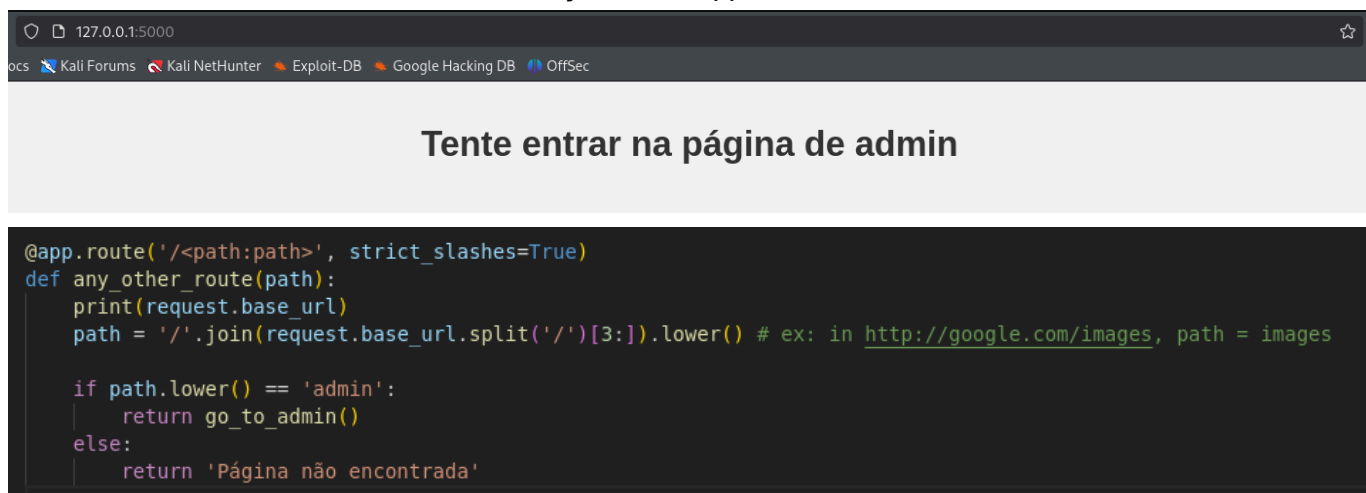 127.0.0.1:5000
ocs Kali Forums Kali NetHunter Exploit-DB Google Hacking DB OffSec
Tente entrar na página de admin
@app.route('/<path:path>', strict_slashes=True)
def any_other_route(path):
    print(request.base_url)
    path = '/'.join(request.base_url.split('/')[3:]).lower() # ex: in http://google.com/images, path = images
    if path.lower() == 'admin':
        return go_to_admin()
    else:
        return 'Página não encontrada'